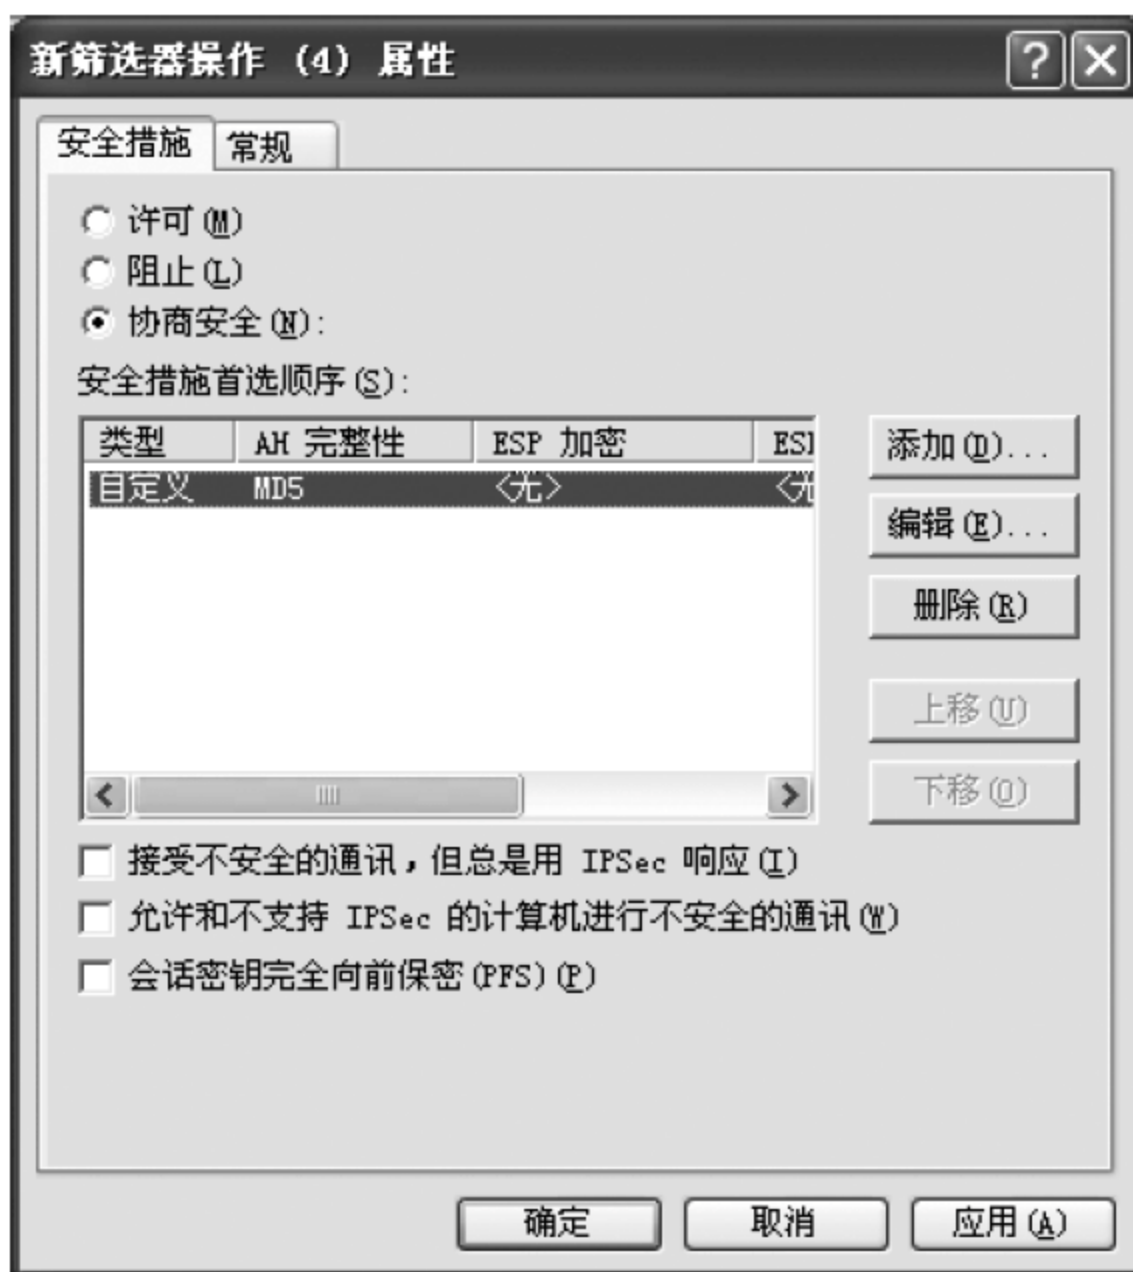 新筛选器操作 (4) 属性
安全措施 常规
许可(M)
阻止(L)
协商安全(N):
安全措施首选顺序(S):
类型 AH 完整性 ESP 加密 ESP
自定义 MD5 <无> <无
添加(D)...
编辑(E)...
删除(R)
上移(U)
下移(O)
接受不安全的通讯，但总是用 IPSec 响应(I)
允许和不支持 IPSec 的计算机进行不安全的通讯(W)
会话密钥完全向前保密(PFS)(P)
确定 取消 应用(A)